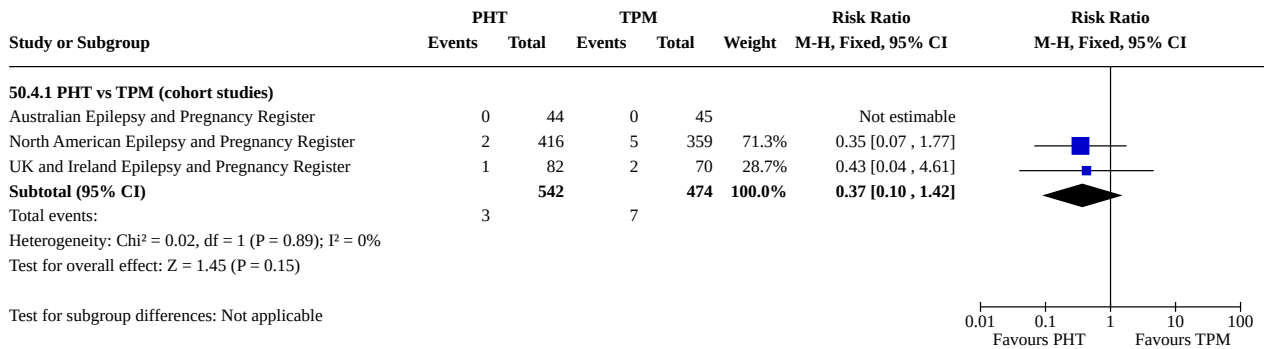 PHT TPM Risk Ratio Risk Ratio
Study or Subgroup Events Total Events Total Weight M-H, Fixed, 95% CI M-H, Fixed, 95% CI
50.4.1 PHT vs TPM (cohort studies)
Australian Epilepsy and Pregnancy Register 0 44 0 45 Not estimable
North American Epilepsy and Pregnancy Register 2 416 5 359 71.3% 0.35 [0.07 , 1.77]
UK and Ireland Epilepsy and Pregnancy Register 1 82 2 70 28.7% 0.43 [0.04 , 4.61]
Subtotal (95% CI) 542 474 100.0% 0.37 [0.10 , 1.42]
Total events: 3 7
Heterogeneity: Chi² = 0.02, df = 1 (P = 0.89); I² = 0%
Test for overall effect: Z = 1.45 (P = 0.15)
Test for subgroup differences: Not applicable
0.01 0.1 1 10 100
Favours PHT Favours TPM